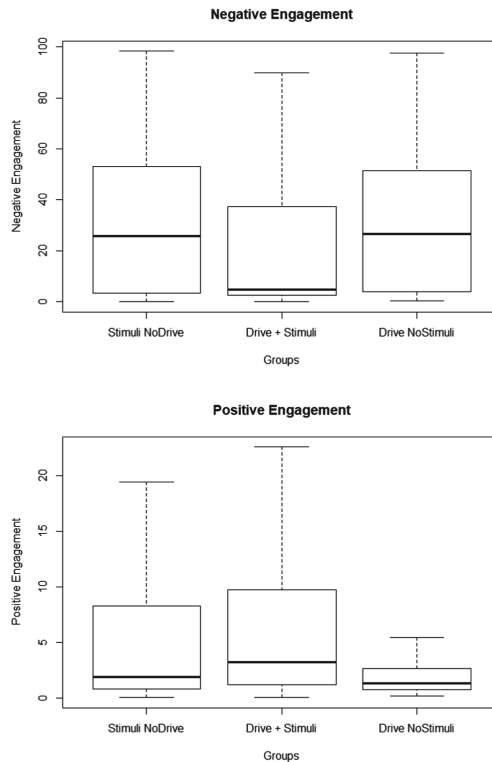 Negative Engagement
Negative Engagement
100
80
60
40
20
0
Stimuli NoDrive
Drive + Stimuli
Drive NoStimuli
Groups
Positive Engagement
Positive Engagement
20
15
10
5
0
Stimuli NoDrive
Drive + Stimuli
Drive NoStimuli
Groups